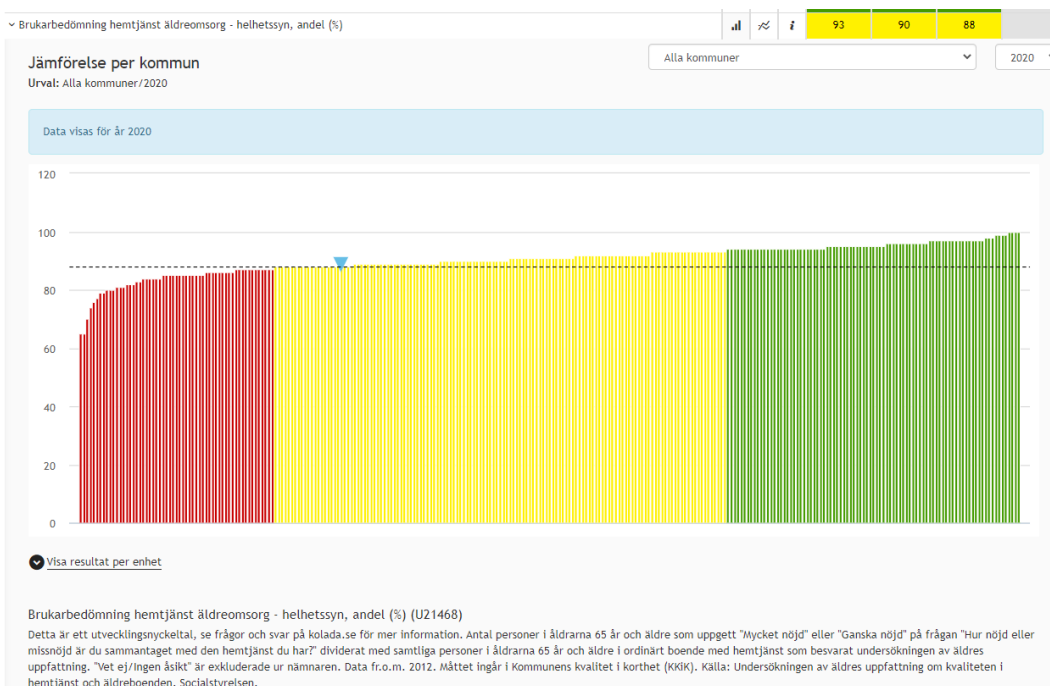 Brukarbedömning hemtjänst äldreomsorg - helhetssyn, andel (%) i 93 90 88
Jämförelse per kommun
Alla kommuner 2020
Urval: Alla kommuner/2020
Data visas för år 2020
120
100
80
60
40
20
0
Visa resultat per enhet
Brukarbedömning hemtjänst äldreomsorg - helhetssyn, andel (%) (U21468)
Detta är ett utvecklingsnyckeltal, se frågor och svar på kolada.se för mer information. Antal personer i åldrarna 65 år och äldre som uppgett "Mycket nöjd" eller "Ganska nöjd" på frågan "Hur nöjd eller
missnöjd är du sammantaget med den hemtjänst du har?" dividerat med samtliga personer i åldrarna 65 år och äldre i ordinärt boende med hemtjänst som besvarat undersökningen av äldres
uppfattning. "Vet ej/Ingen åsikt" är exkluderade ur nämnaren. Data fr.o.m. 2012. Måttet ingår i Kommunens kvalitet i korthet (KKiK). Källa: Undersökningen av äldres uppfattning om kvaliteten i
hemtjänst och äldreboenden, Socialstyrelsen.